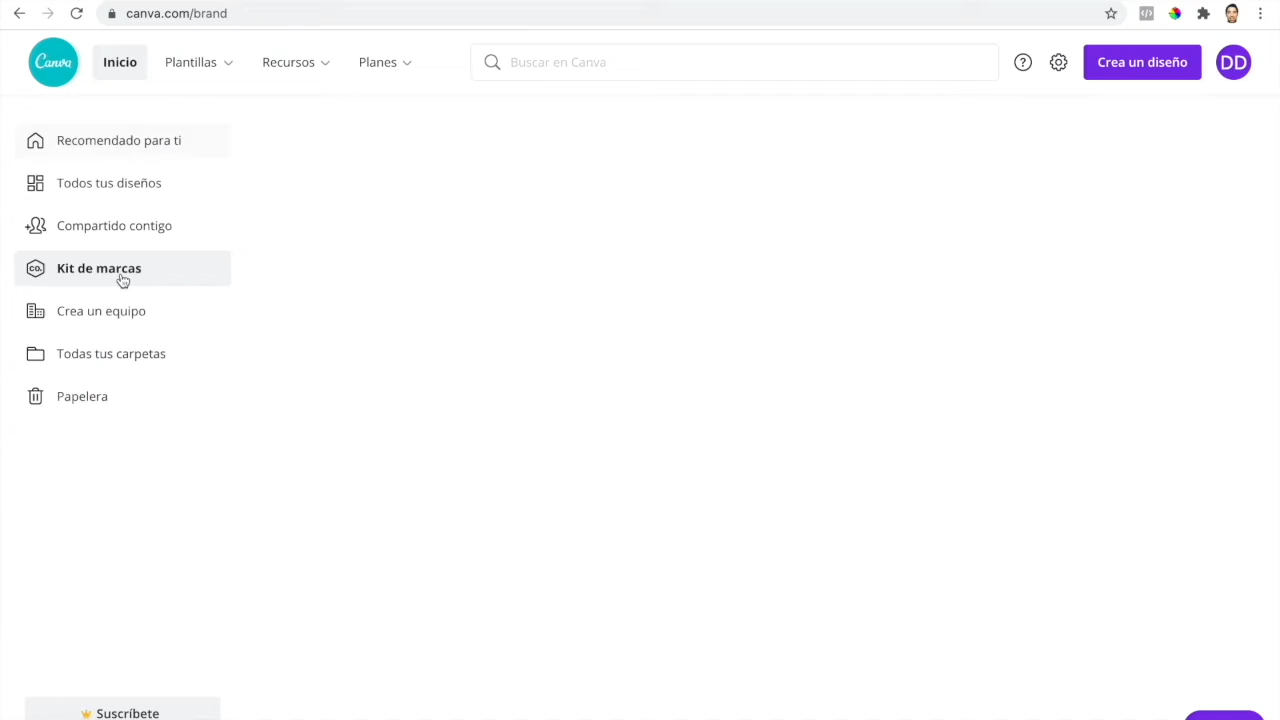 canva.com/brand
Canva
Inicio
Plantillas
Recursos
Planes
Buscar en Canva
Crea un diseño
DD
Recomendado para ti
Todos tus diseños
Compartido contigo
CO.
Kit de marcas
Crea un equipo
Todas tus carpetas
Papelera
Suscríbete